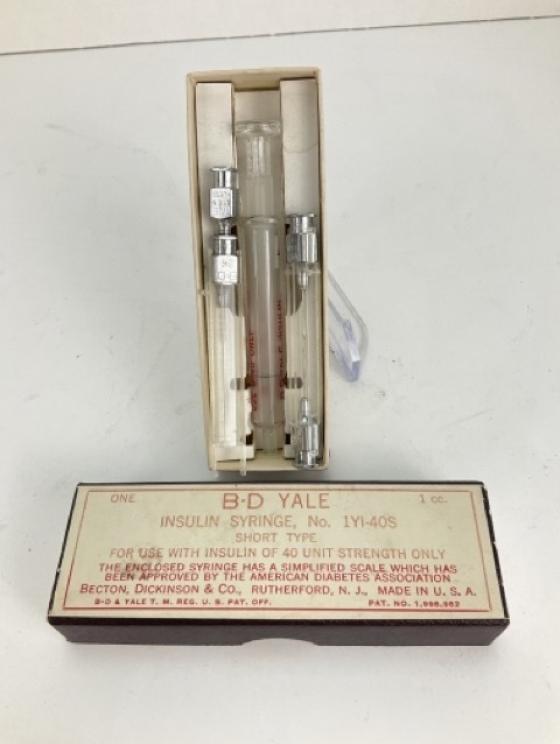 ONE B-D YALE 1 cc.
INSULIN SYRINGE, No. 1YI-40S
SHORT TYPE
FOR USE WITH INSULIN OF 40 UNIT STRENGTH ONLY
THE ENCLOSED SYRINGE HAS A SIMPLIFIED SCALE WHICH HAS
BEEN APPROVED BY THE AMERICAN DIABETES ASSOCIATION
BECTON, DICKINSON & CO., RUTHERFORD, N. J., MADE IN U. S. A.
B-D & YALE T. M. REG. U. S. PAT. OFF. PAT. NO. 1,998,982